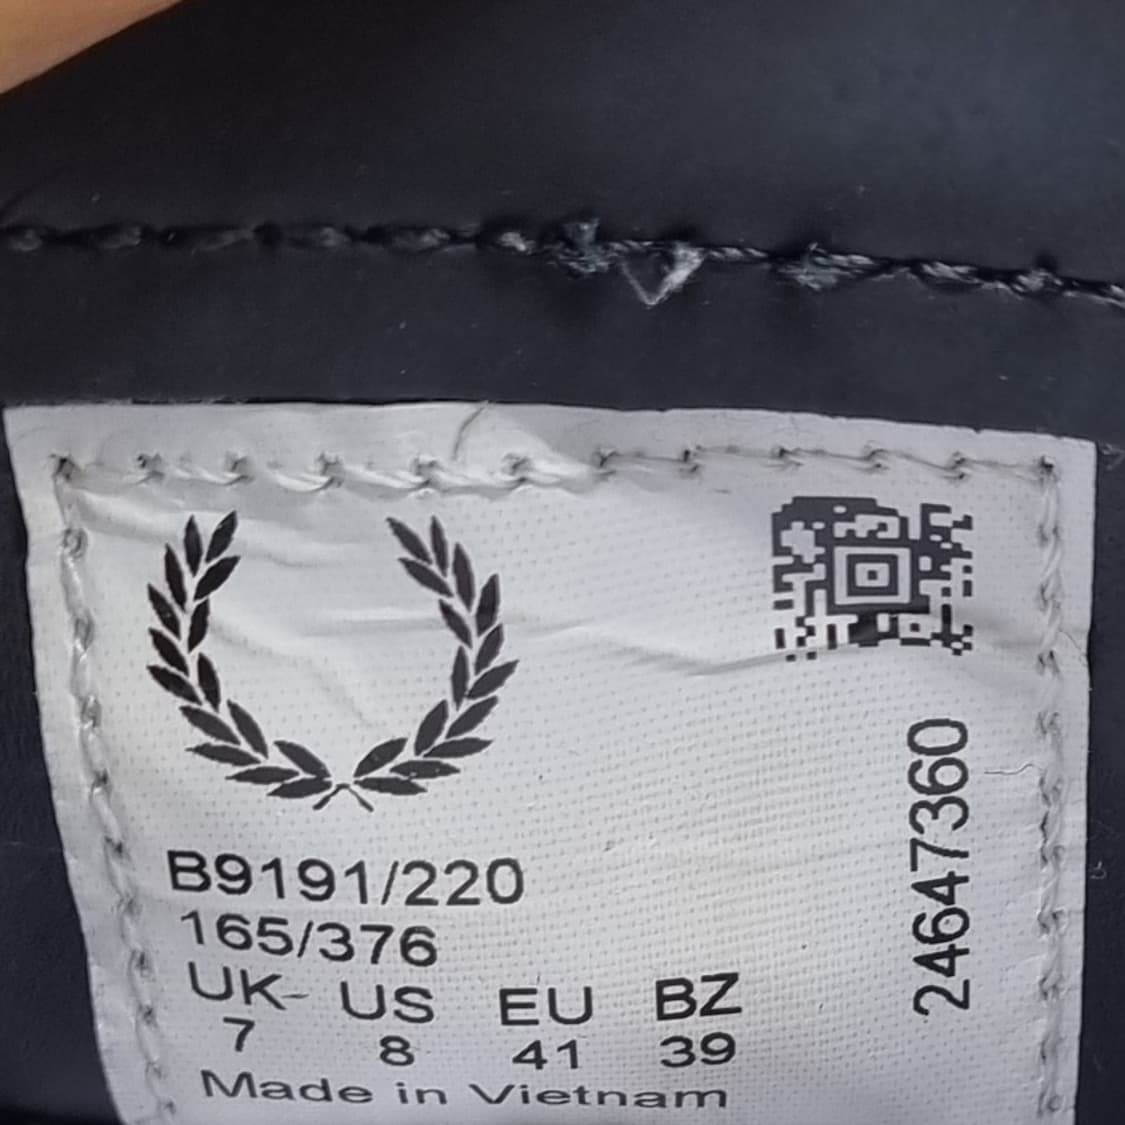 B9191/220
165/376
UK- US EU BZ
7 8 41 39
Made in Vietnam
24647360